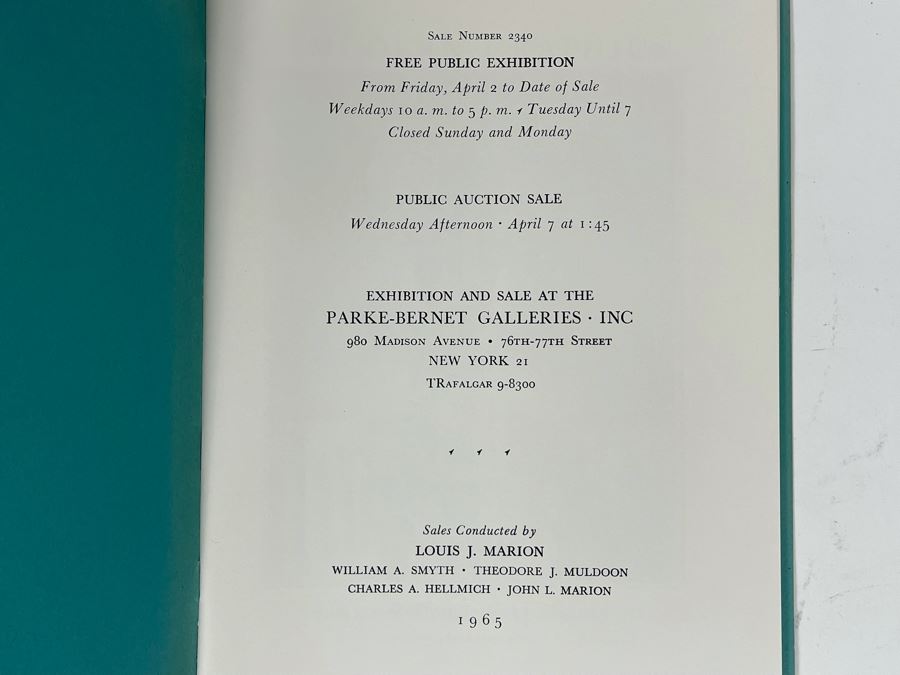 Sale Number 2340
FREE PUBLIC EXHIBITION
From Friday, April 2 to Date of Sale
Weekdays 10 a. m. to 5 p. m. Tuesday Until 7
Closed Sunday and Monday
PUBLIC AUCTION SALE
Wednesday Afternoon · April 7 at 1:45
EXHIBITION AND SALE AT THE
PARKE-BERNET GALLERIES · INC
980 Madison Avenue • 76TH-77TH Street
NEW YORK 21
TRafalgar 9-8300
Sales Conducted by
LOUIS J. MARION
WILLIAM A. SMYTH · THEODORE J. MULDOON
CHARLES A. HELLMICH · JOHN L. MARION
1965